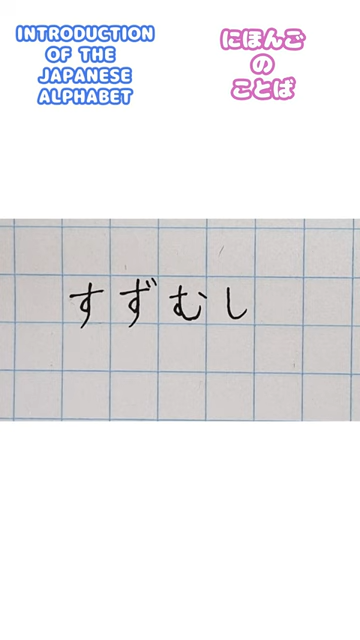 INTRODUCTION
OF THE
JAPANESE
ALPHABET
にほんご
の
ことば
すずむし